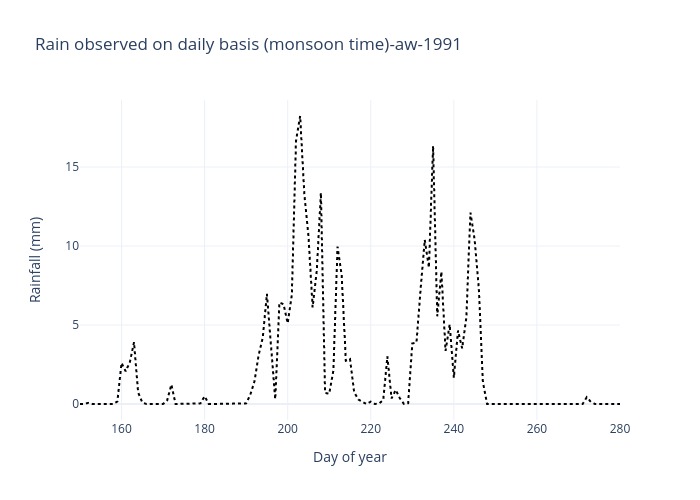 Rain observed on daily basis (monsoon time)-aw-1991
15
10
5
0
Rainfall (mm)
160 180 200 220 240 260 280
Day of year